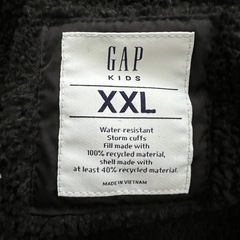 GAP
KIDS
XXL
Water-resistant
Storm cuffs
Fill made with
100% recycled material,
shell made with
at least 40% recycled material.
MADE IN VIETNAM